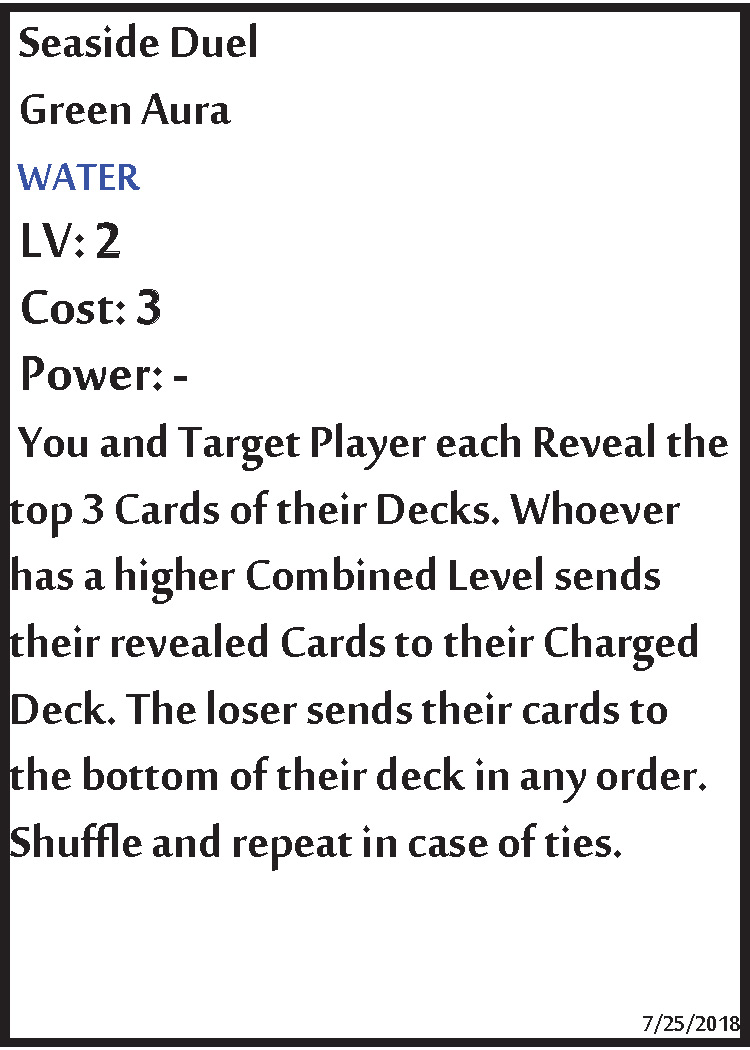 Seaside Duel
Green Aura
WATER
LV: 2
Cost: 3
Power: -
You and Target Player each Reveal the
top 3 Cards of their Decks. Whoever
has a higher Combined Level sends
their revealed Cards to their Charged
Deck. The loser sends their cards to
the bottom of their deck in any order.
Shuffle and repeat in case of ties.
7/25/2018